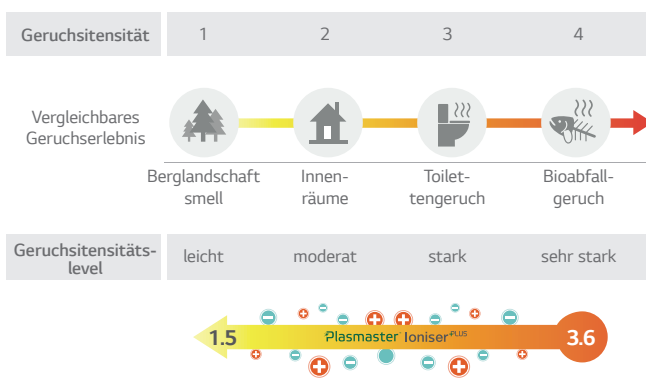 Geruchsitensität 1 2 3 4
Vergleichbares
Geruchserlebnis
Berglandschaft
smell
Innen-
räume
Toilet-
tengeruch
Bioabfall-
geruch
Geruchsitensitäts-
level
leicht moderat stark sehr stark
1.5 Plasmaster Ioniser PLUS 3.6